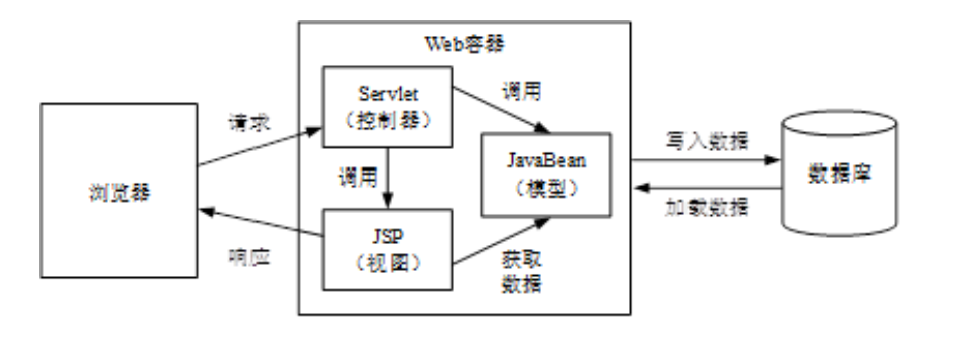 Web容器
Servlet
（控制器）
调用
请求
浏览器
调用
JavaBean
（模型）
写入数据
加载数据
数据库
响应
JSP
（视图）
获取
数据